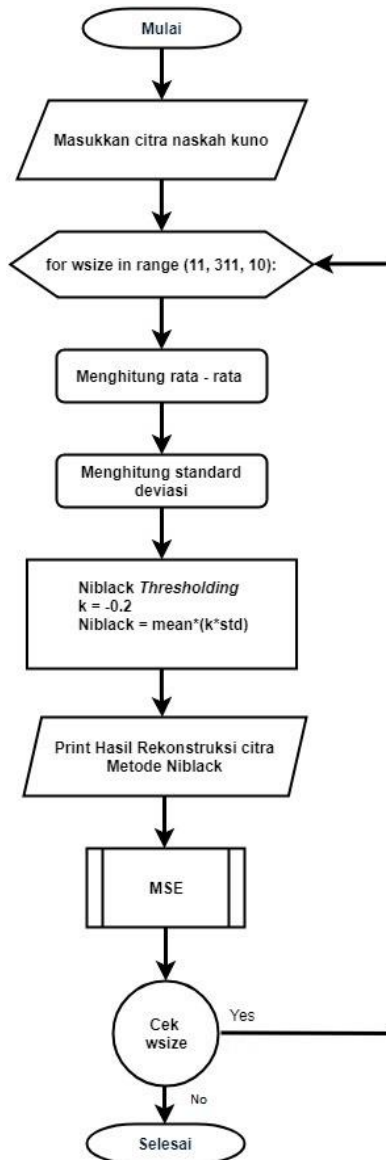 Mulai
Masukkan citra naskah kuno
for wsize in range (11, 311, 10):
Menghitung rata - rata
Menghitung standard
deviasi
Niblack Thresholding
k = -0.2
Niblack = mean*(k*std)
Print Hasil Rekonstruksi citra
Metode Niblack
MSE
Cek
wsize
Yes
No
Selesai